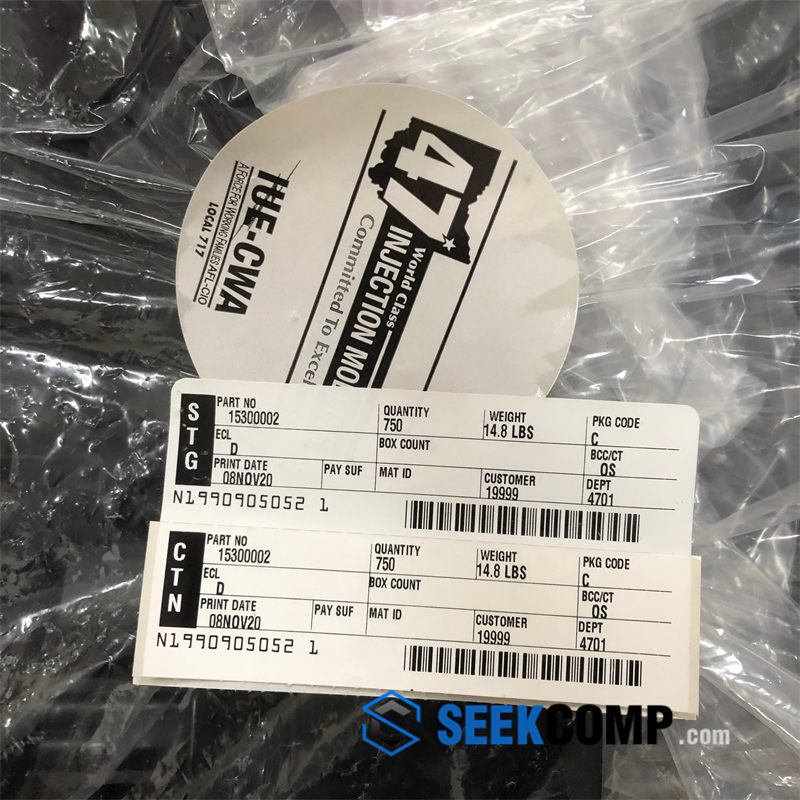 47
World Class
INJECTION
Committed To
IUE-CWA
A FORCE FOR WORKING FAMILIES AFL-CIO
LOCAL 717
STG
PART NO
15300002
QUANTITY
750
WEIGHT
14.8 LBS
PKG CODE
C
ECL
D
BOX COUNT
BCC/CT
QS
PRINT DATE
08NOV20
PAY SUF
MAT ID
CUSTOMER
19999
DEPT
4701
N1990905052 1
CTN
PART NO
15300002
QUANTITY
750
WEIGHT
14.8 LBS
PKG CODE
C
ECL
D
BOX COUNT
BCC/CT
QS
PRINT DATE
08NOV20
PAY SUF
MAT ID
CUSTOMER
19999
DEPT
4701
N1990905052 1
SEEKCOMP.com